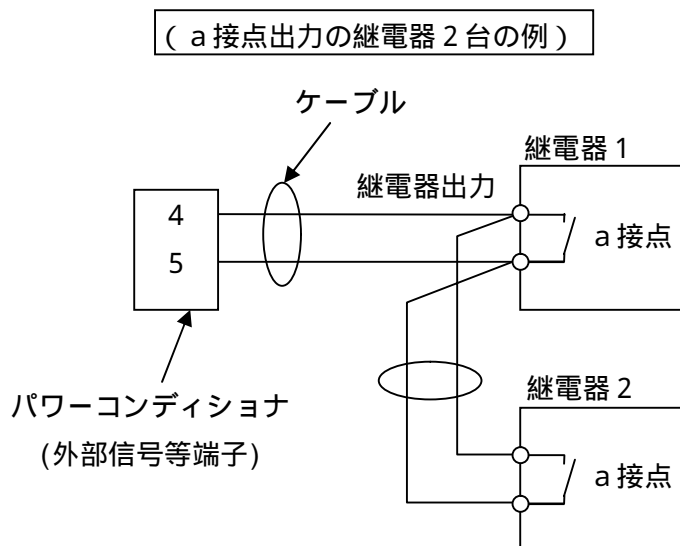 ( a接点出力の継電器2台の例 )
ケーブル
継電器1
継電器出力
4
a接点
5
パワーコンディショナ
(外部信号等端子)
継電器2
a接点